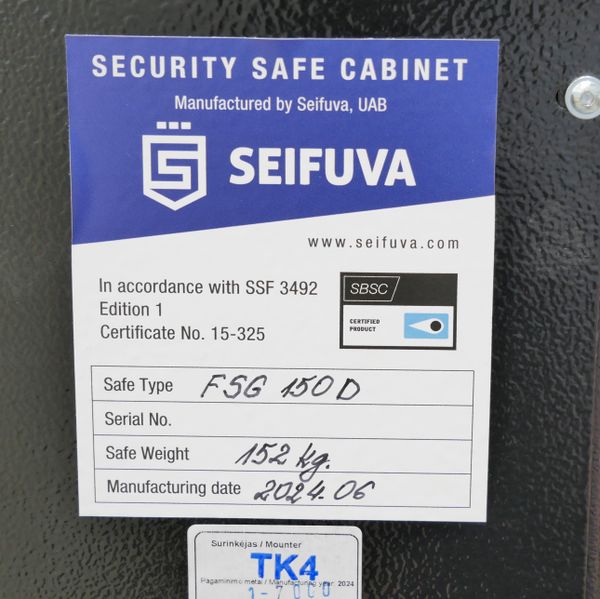 SECURITY SAFE CABINET
Manufactured by Seifuva, UAB
S SEIFUVA
www.seifuva.com
In accordance with SSF 3492
Edition 1
Certificate No. 15-325
SBSC
CERTIFIED
PRODUCT
Safe Type FSG 150 D
Serial No.
Safe Weight 152 kg.
Manufacturing date 2024.06
Surinkėjas / Mounter
TK4
Pagaminimo metai / Manufacturing year: 2024